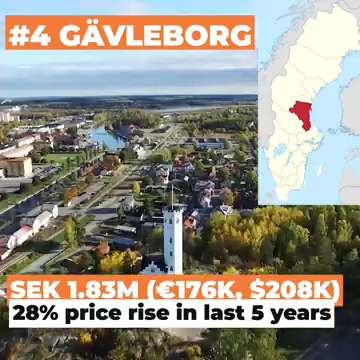 #4 GÄVLEBORG
SEK 1.83M (€176K, $208K)
28% price rise in last 5 years